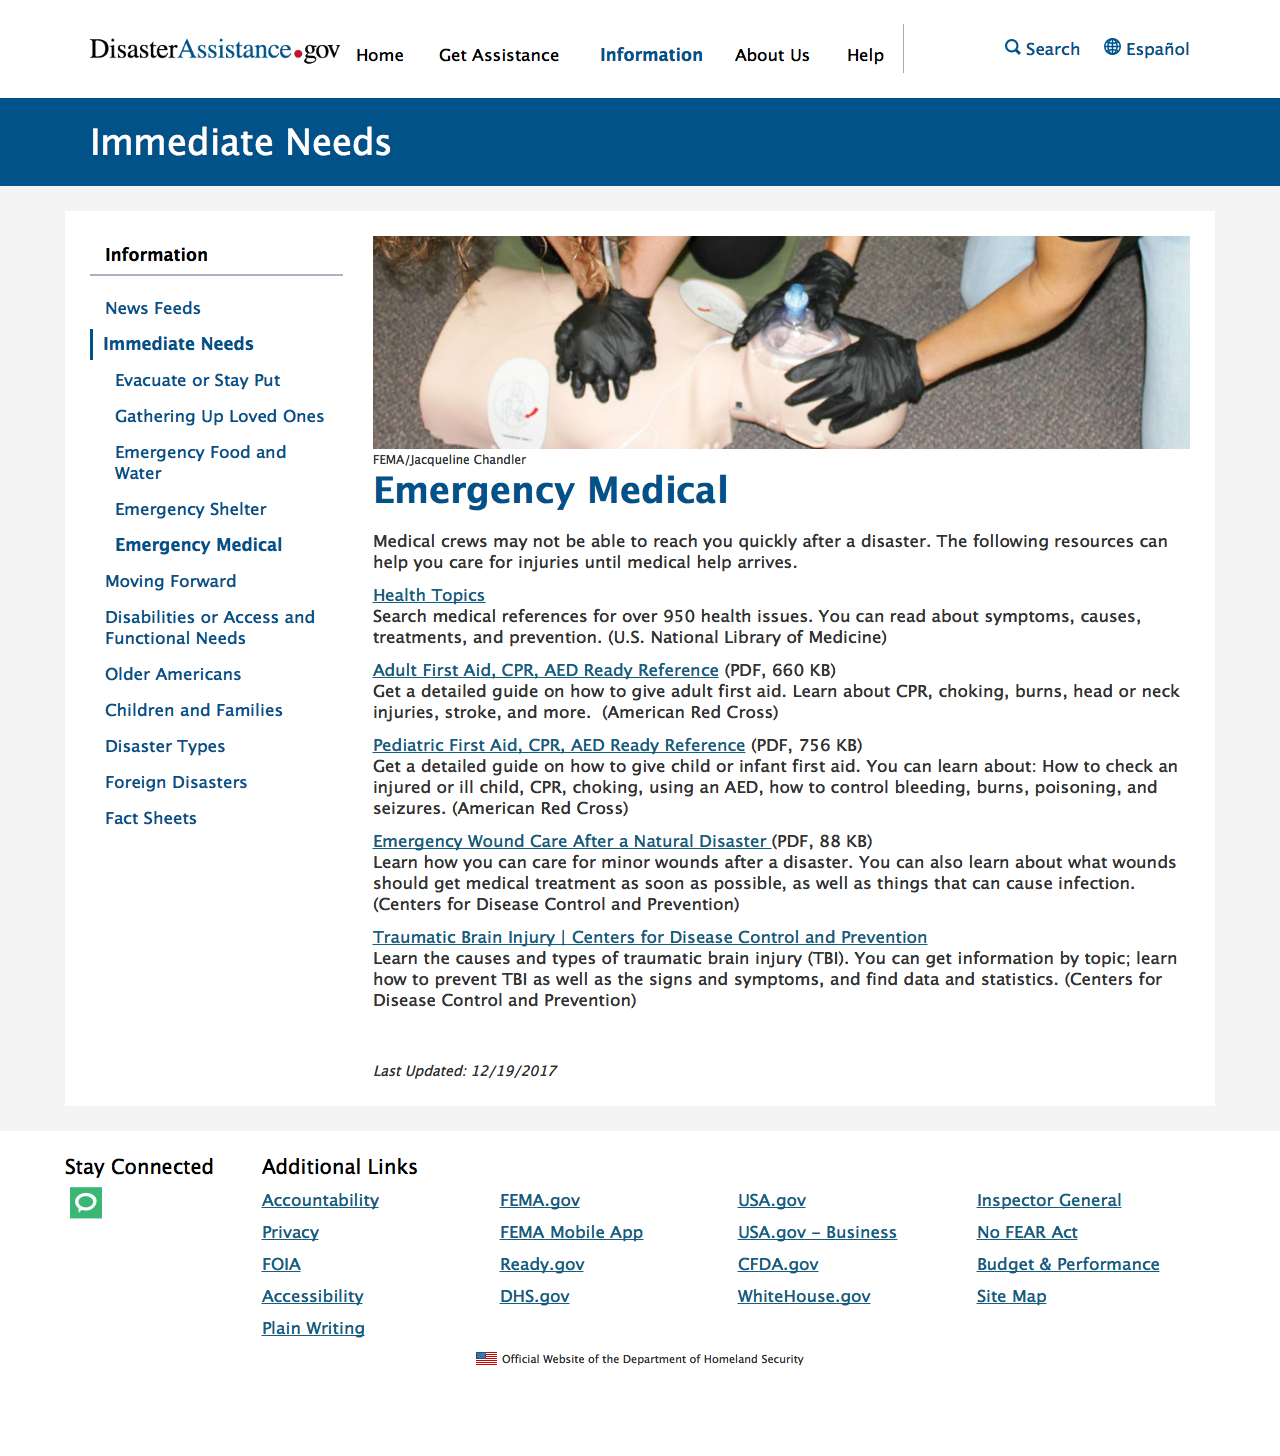 DisasterAssistance.gov
Home
Get Assistance
Information
About Us
Help
Search
Español
Immediate Needs
Information
News Feeds
Immediate Needs
Evacuate or Stay Put
Gathering Up Loved Ones
Emergency Food and
Water
Emergency Shelter
Emergency Medical
Moving Forward
Disabilities or Access and
Functional Needs
Older Americans
Children and Families
Disaster Types
Foreign Disasters
Fact Sheets
FEMA/Jacqueline Chandler
Emergency Medical
Medical crews may not be able to reach you quickly after a disaster. The following resources can
help you care for injuries until medical help arrives.
Health Topics
Search medical references for over 950 health issues. You can read about symptoms, causes,
treatments, and prevention. (U.S. National Library of Medicine)
Adult First Aid, CPR, AED Ready Reference (PDF, 660 KB)
Get a detailed guide on how to give adult first aid. Learn about CPR, choking, burns, head or neck
injuries, stroke, and more.  (American Red Cross)
Pediatric First Aid, CPR, AED Ready Reference (PDF, 756 KB)
Get a detailed guide on how to give child or infant first aid. You can learn about: How to check an
injured or ill child, CPR, choking, using an AED, how to control bleeding, burns, poisoning, and
seizures. (American Red Cross)
Emergency Wound Care After a Natural Disaster (PDF, 88 KB)
Learn how you can care for minor wounds after a disaster. You can also learn about what wounds
should get medical treatment as soon as possible, as well as things that can cause infection.
(Centers for Disease Control and Prevention)
Traumatic Brain Injury | Centers for Disease Control and Prevention
Learn the causes and types of traumatic brain injury (TBI). You can get information by topic; learn
how to prevent TBI as well as the signs and symptoms, and find data and statistics. (Centers for
Disease Control and Prevention)
Last Updated: 12/19/2017
Stay Connected
Additional Links
Accountability
Privacy
FOIA
Accessibility
Plain Writing
FEMA.gov
FEMA Mobile App
Ready.gov
DHS.gov
USA.gov
USA.gov – Business
CFDA.gov
WhiteHouse.gov
Inspector General
No FEAR Act
Budget & Performance
Site Map
Official Website of the Department of Homeland Security